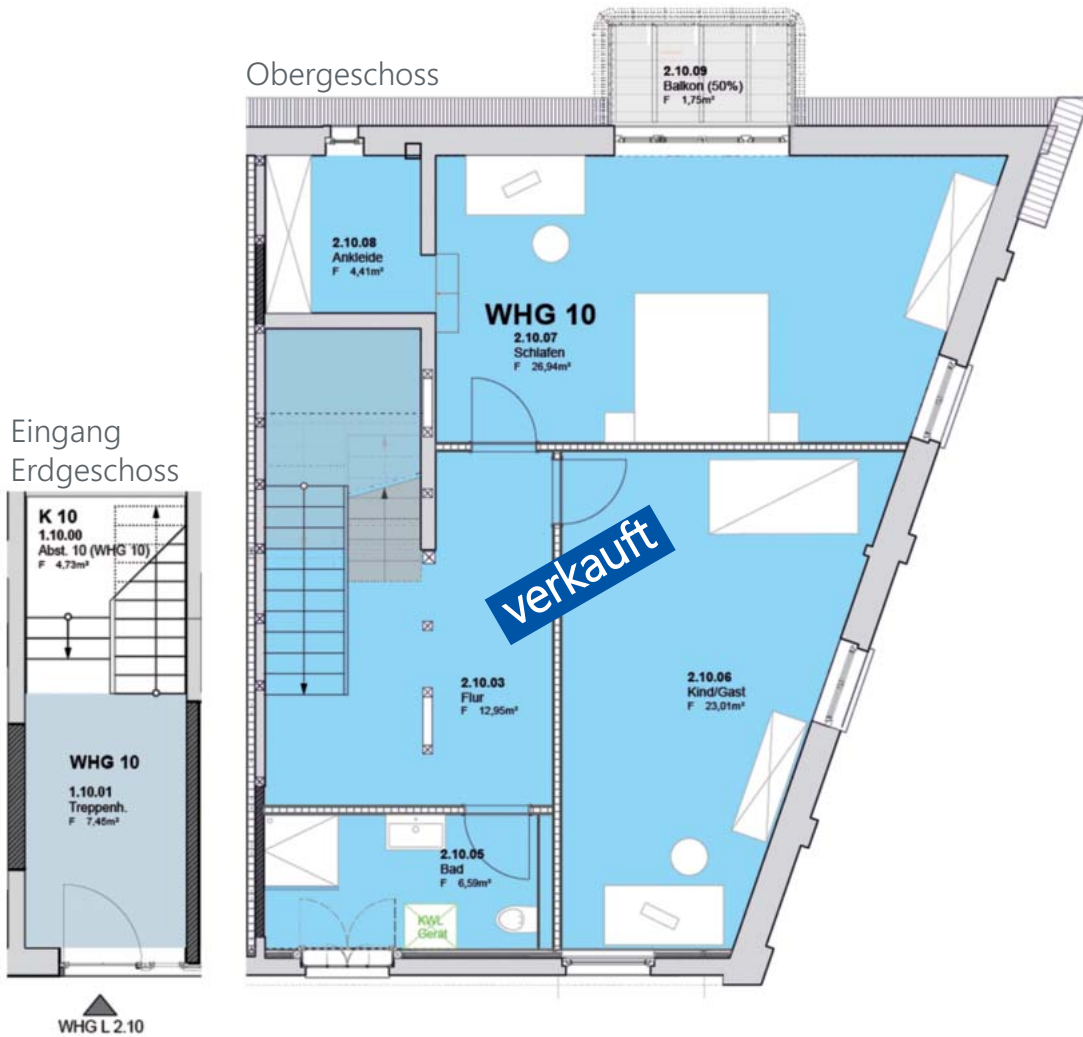 Obergeschoss
2.10.09
Balkon (50%)
F 1,75m²
2.10.08
Ankleide
F 4,41m²
WHG 10
2.10.07
Schlafen
F 26,94m²
Eingang
Erdgeschoss
K 10
1.10.00
Abst. 10 (WHG 10)
F 4,73m²
verkauft
2.10.03
Flur
F 12,95m²
2.10.06
Kind/Gast
F 23,01m²
WHG 10
1.10.01
Treppenh.
F 7,45m²
2.10.05
Bad
F 6,59m²
KWL
Gerät
WHG L 2.10